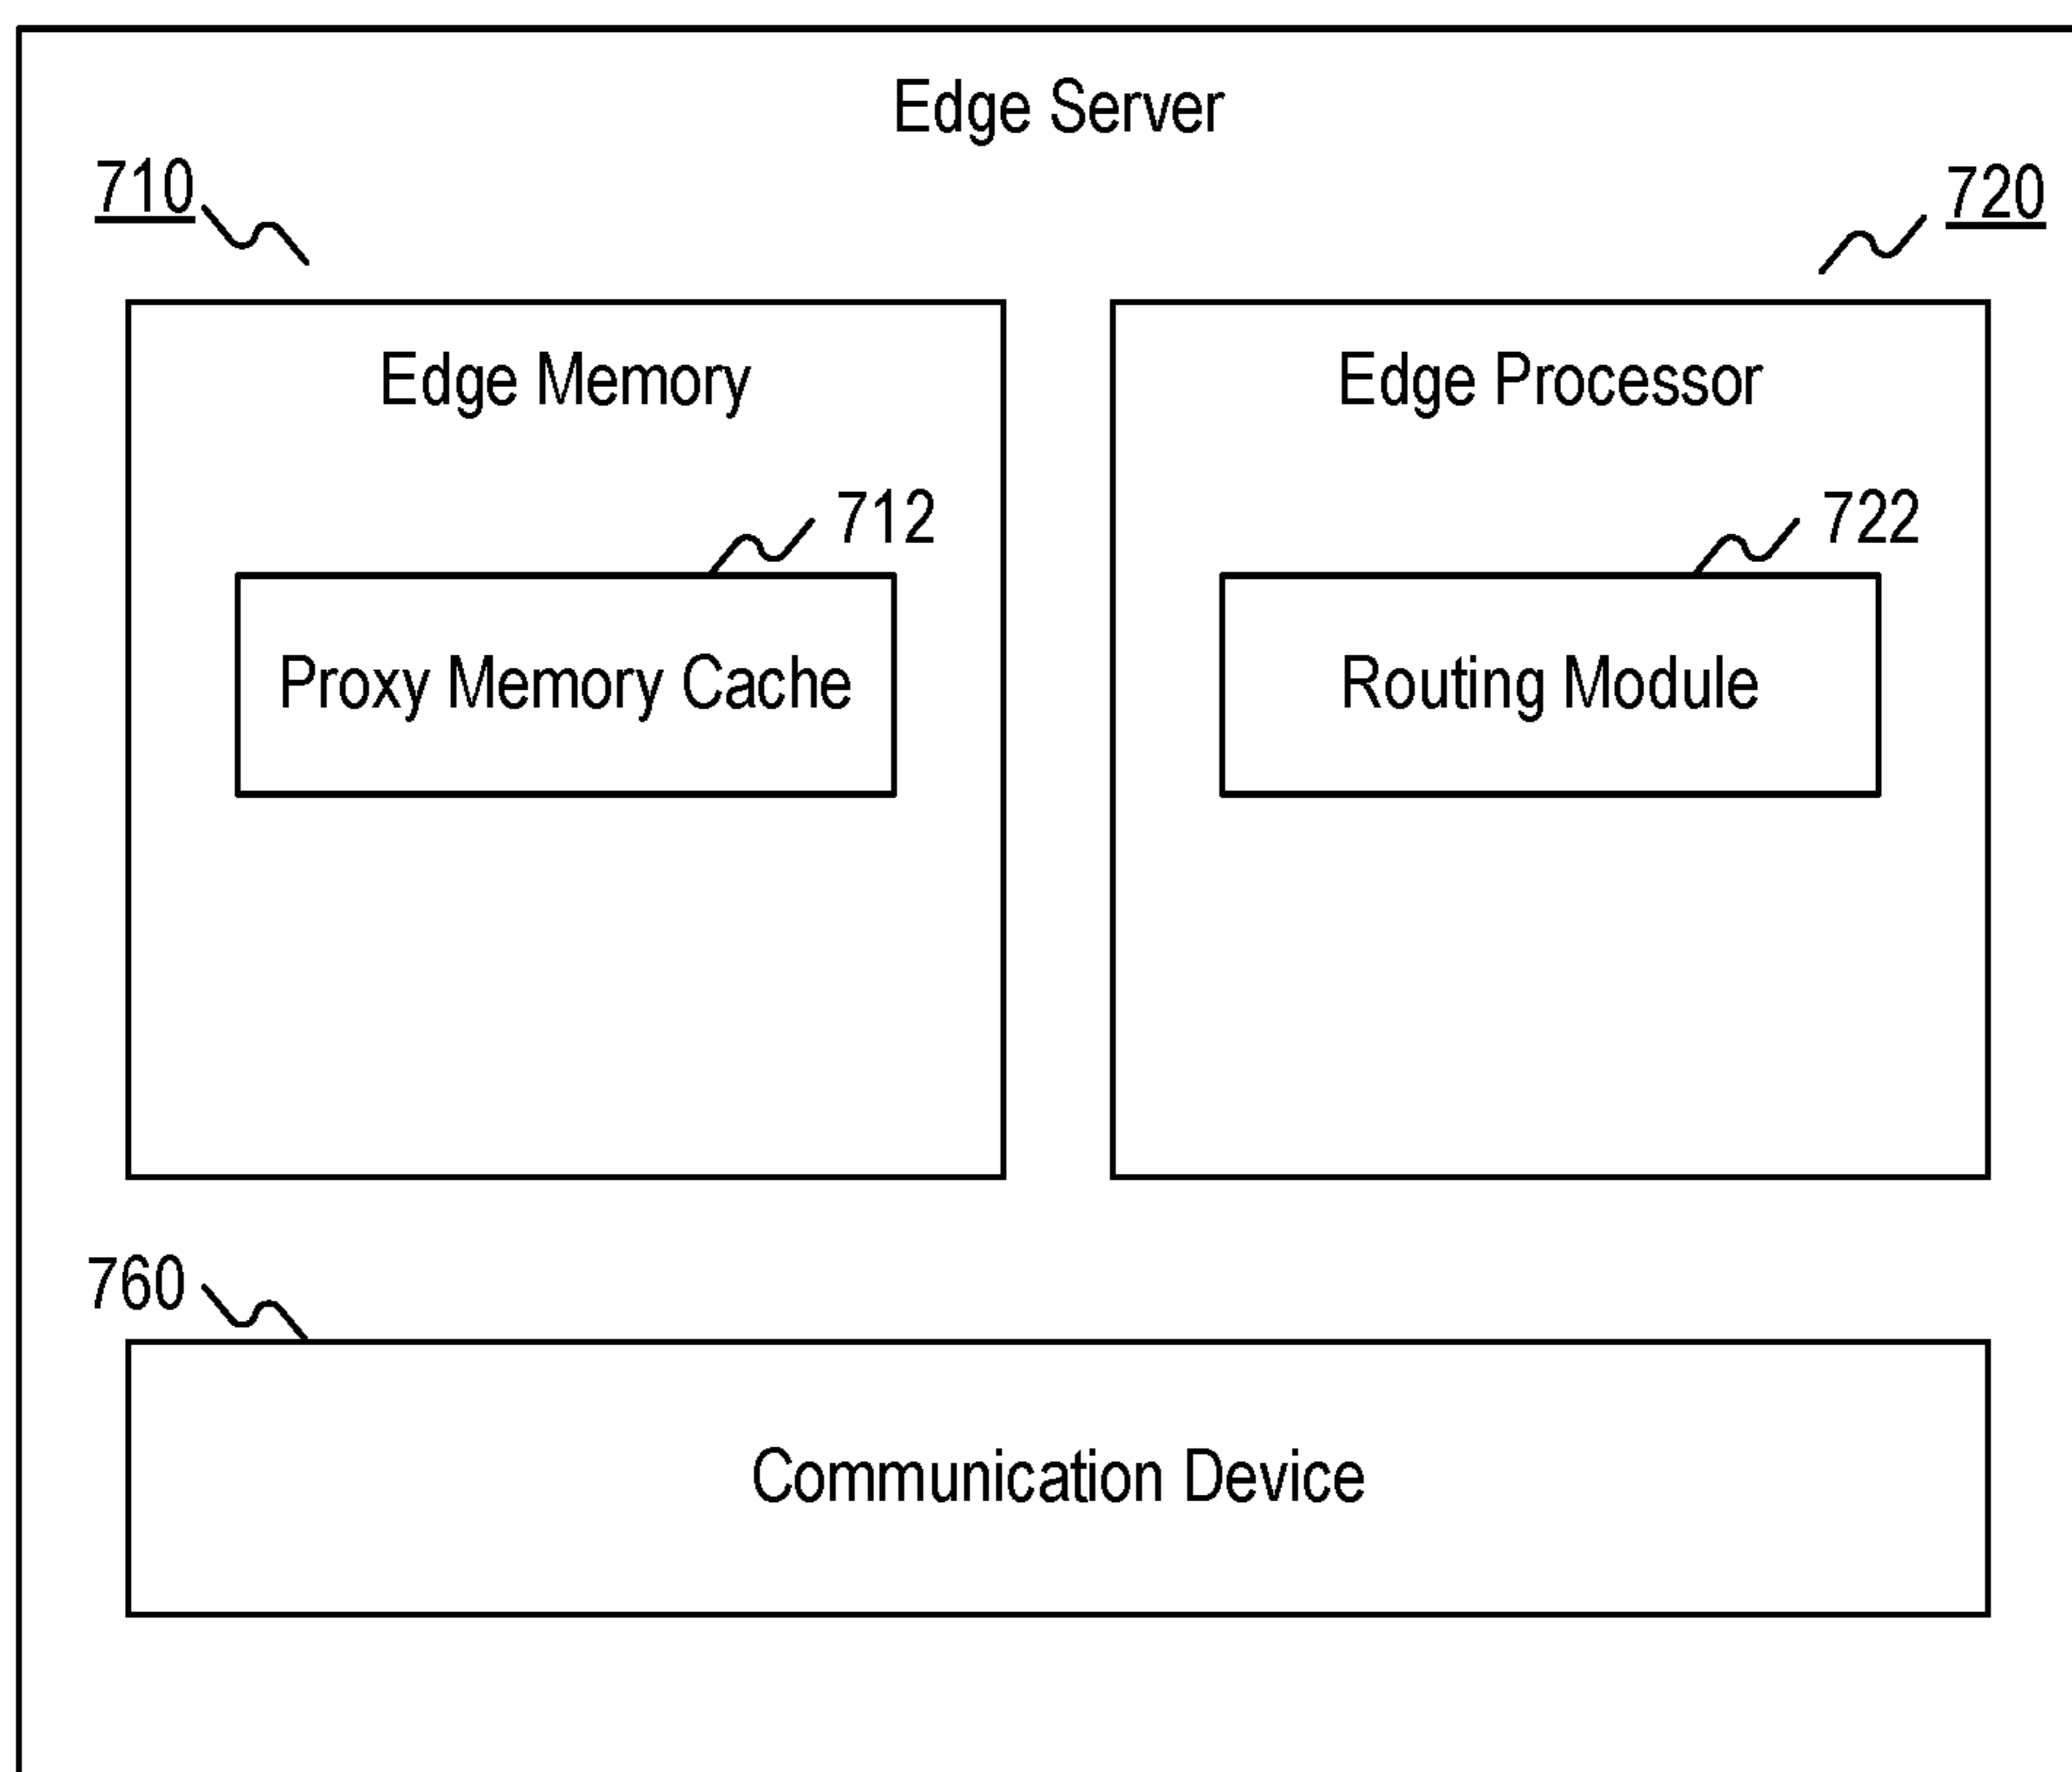 Edge Server
710
720
Edge Memory
Edge Processor
712
722
Proxy Memory Cache
Routing Module
760
Communication Device